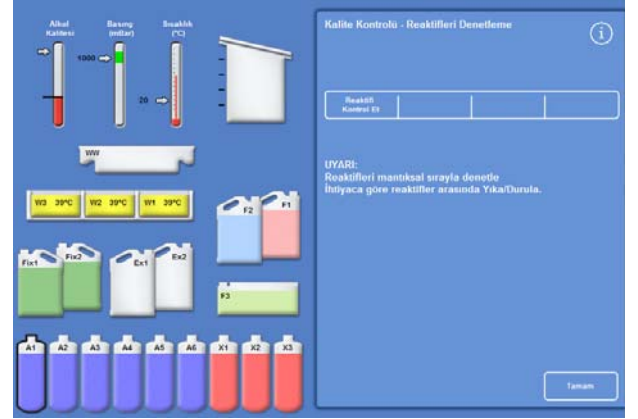 Alkol
Kalitesi
Basınç
(mBar)
Sıcaklık
(°C)
1000
20
WW
W3 39°C
W2 39°C
W1 39°C
F2
F1
Fix1
Fix2
Ex1
Ex2
F3
A1
A2
A3
A4
A5
A6
X1
X2
X3
Kalite Kontrolü - Reaktifleri Denetleme
i
Reaktifi
Kontrol Et
UYARI:
Reaktifleri mantıksal sırayla denetle
İhtiyaca göre reaktifler arasında Yıka/Durula.
Tamam